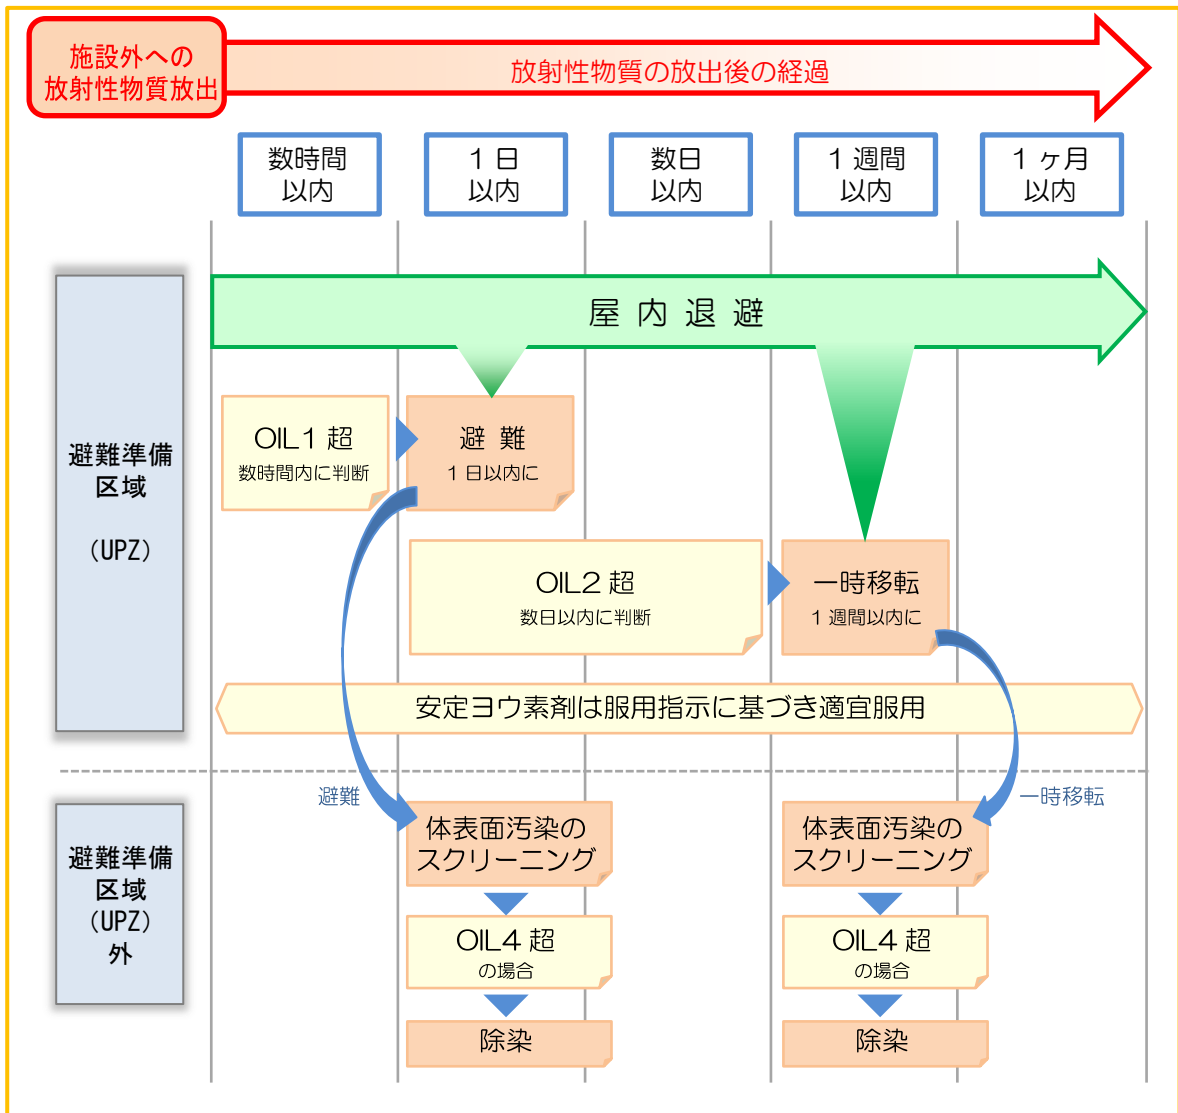 施設外への
放射性物質放出
放射性物質の放出後の経過
数時間
以内
1日
以内
数日
以内
1週間
以内
1ヶ月
以内
屋内退避
避難準備
区域
（UPZ）
OIL1超
数時間内に判断
避難
1日以内に
OIL2超
数日以内に判断
一時移転
1週間以内に
安定ヨウ素剤は服用指示に基づき適宜服用
避難
一時移転
避難準備
区域
（UPZ）
外
体表面汚染の
スクリーニング
OIL4超
の場合
除染
体表面汚染の
スクリーニング
OIL4超
の場合
除染